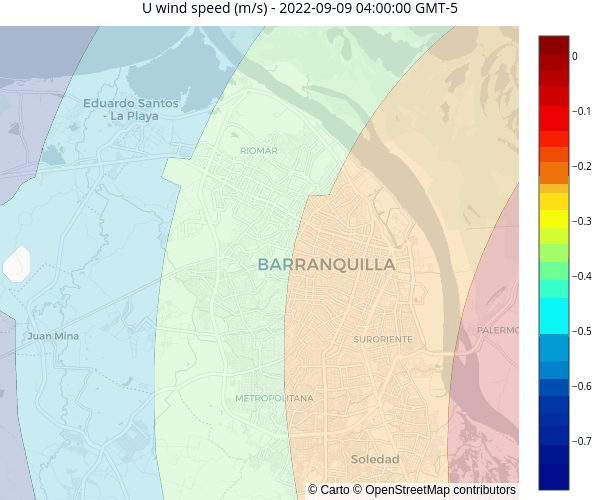 U wind speed (m/s) - 2022-09-09 04:00:00 GMT-5
0
−0.1
−0.2
−0.3
−0.4
−0.5
−0.6
−0.7
Eduardo Santos
- La Playa
RIOMAR
BARRANQUILLA
Juan Mina
SURORIENTE
PALERMO
METROPOLITANA
Soledad
© Carto © OpenStreetMap contributors